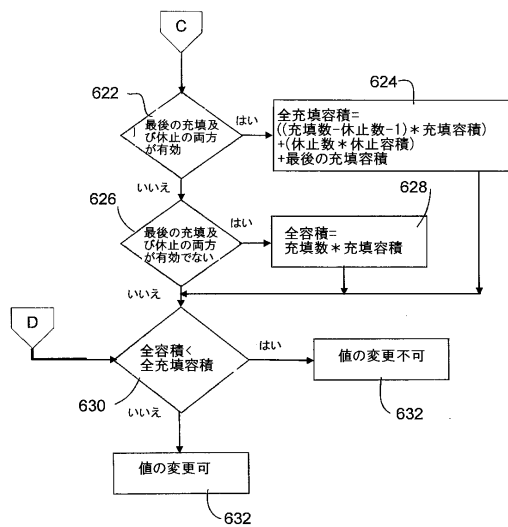 C
622
最後の充填及
び休止の両方
が有効
はい
624
全充填容積=
((充填数-休止数-1)*充填容積)
+(休止数*休止容積)
+最後の充填容積
いいえ
626
最後の充填及
び休止の両方
が有効でない
はい
628
全容積=
充填数*充填容積
いいえ
D
全容積<
全充填容積
はい
値の変更不可
630
632
いいえ
値の変更可
632